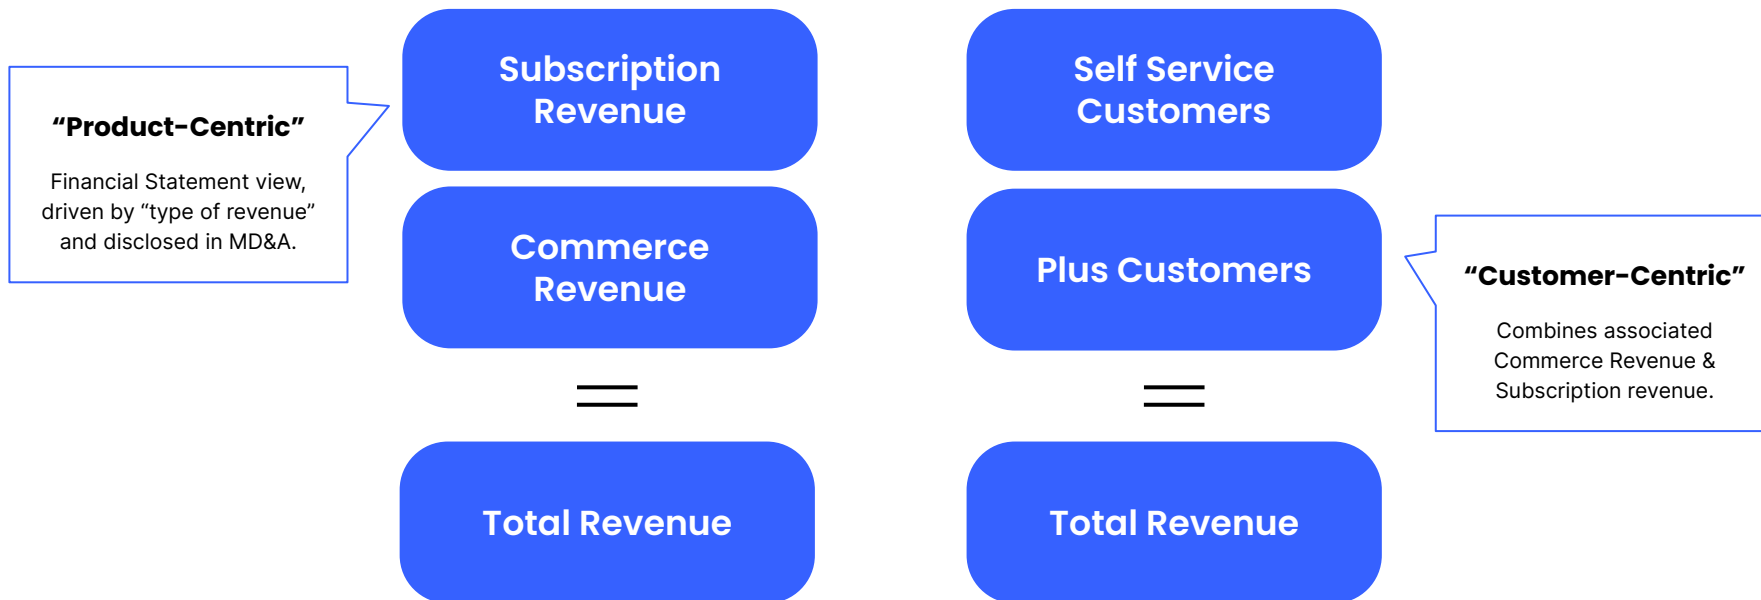 “Product-Centric”
Financial Statement view,
driven by “type of revenue”
and disclosed in MD&A.
Subscription
Revenue
Commerce
Revenue
Total Revenue
Self Service
Customers
Plus Customers
Total Revenue
“Customer-Centric”
Combines associated
Commerce Revenue &
Subscription revenue.